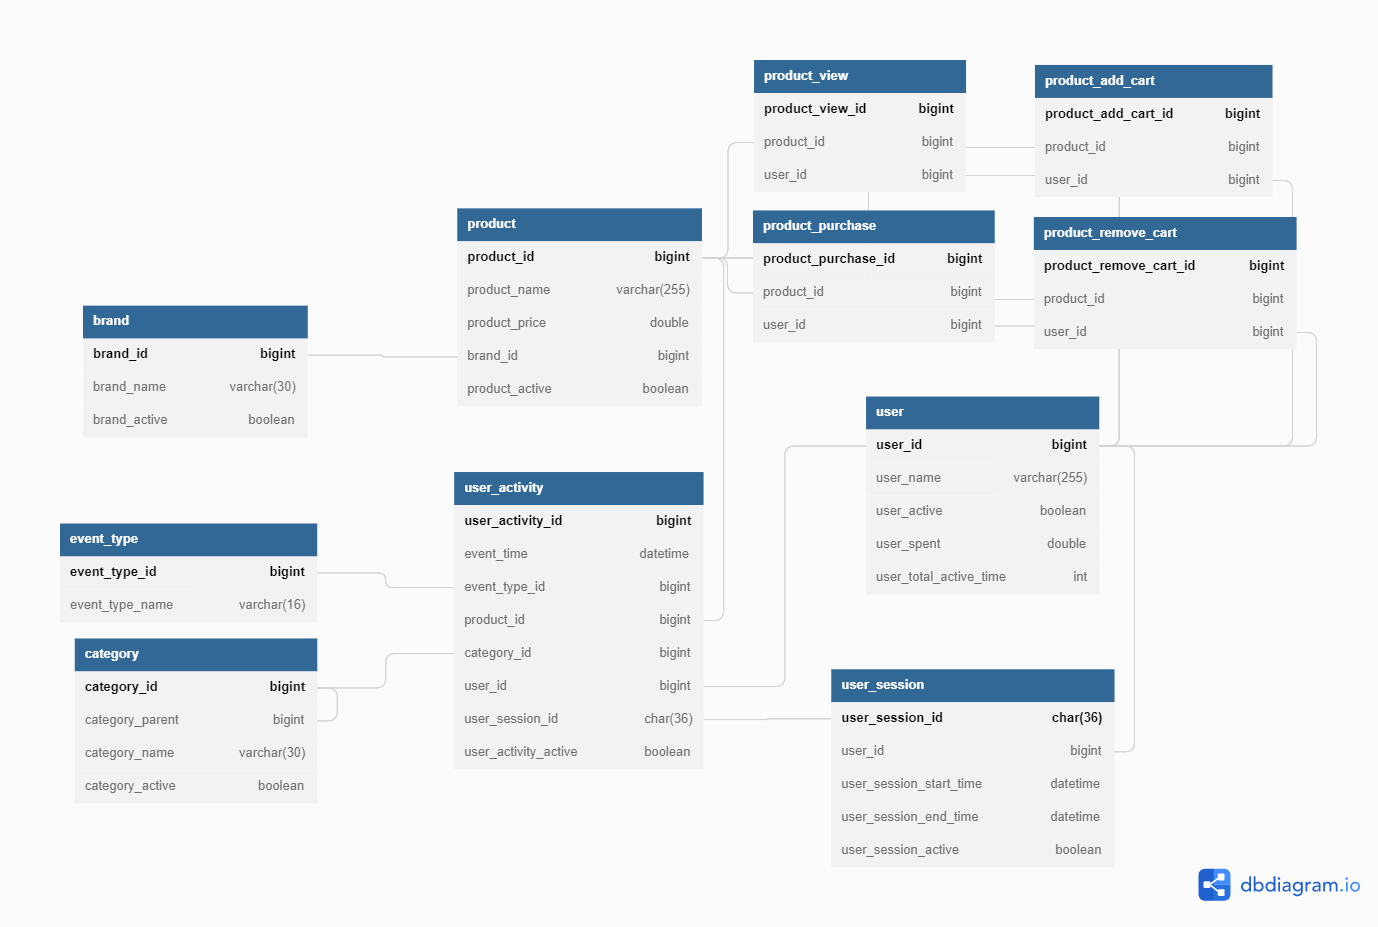 product_view
product_view_id bigint
product_id bigint
user_id bigint
product_add_cart
product_add_cart_id bigint
product_id bigint
user_id bigint
product
product_id bigint
product_name varchar(255)
product_price double
brand_id bigint
product_active boolean
product_purchase
product_purchase_id bigint
product_id bigint
user_id bigint
product_remove_cart
product_remove_cart_id bigint
product_id bigint
user_id bigint
brand
brand_id bigint
brand_name varchar(30)
brand_active boolean
user
user_id bigint
user_name varchar(255)
user_active boolean
user_spent double
user_total_active_time int
user_activity
user_activity_id bigint
event_time datetime
event_type_id bigint
product_id bigint
category_id bigint
user_id bigint
user_session_id char(36)
user_activity_active boolean
event_type
event_type_id bigint
event_type_name varchar(16)
category
category_id bigint
category_parent bigint
category_name varchar(30)
category_active boolean
user_session
user_session_id char(36)
user_id bigint
user_session_start_time datetime
user_session_end_time datetime
user_session_active boolean
dbdiagram.io